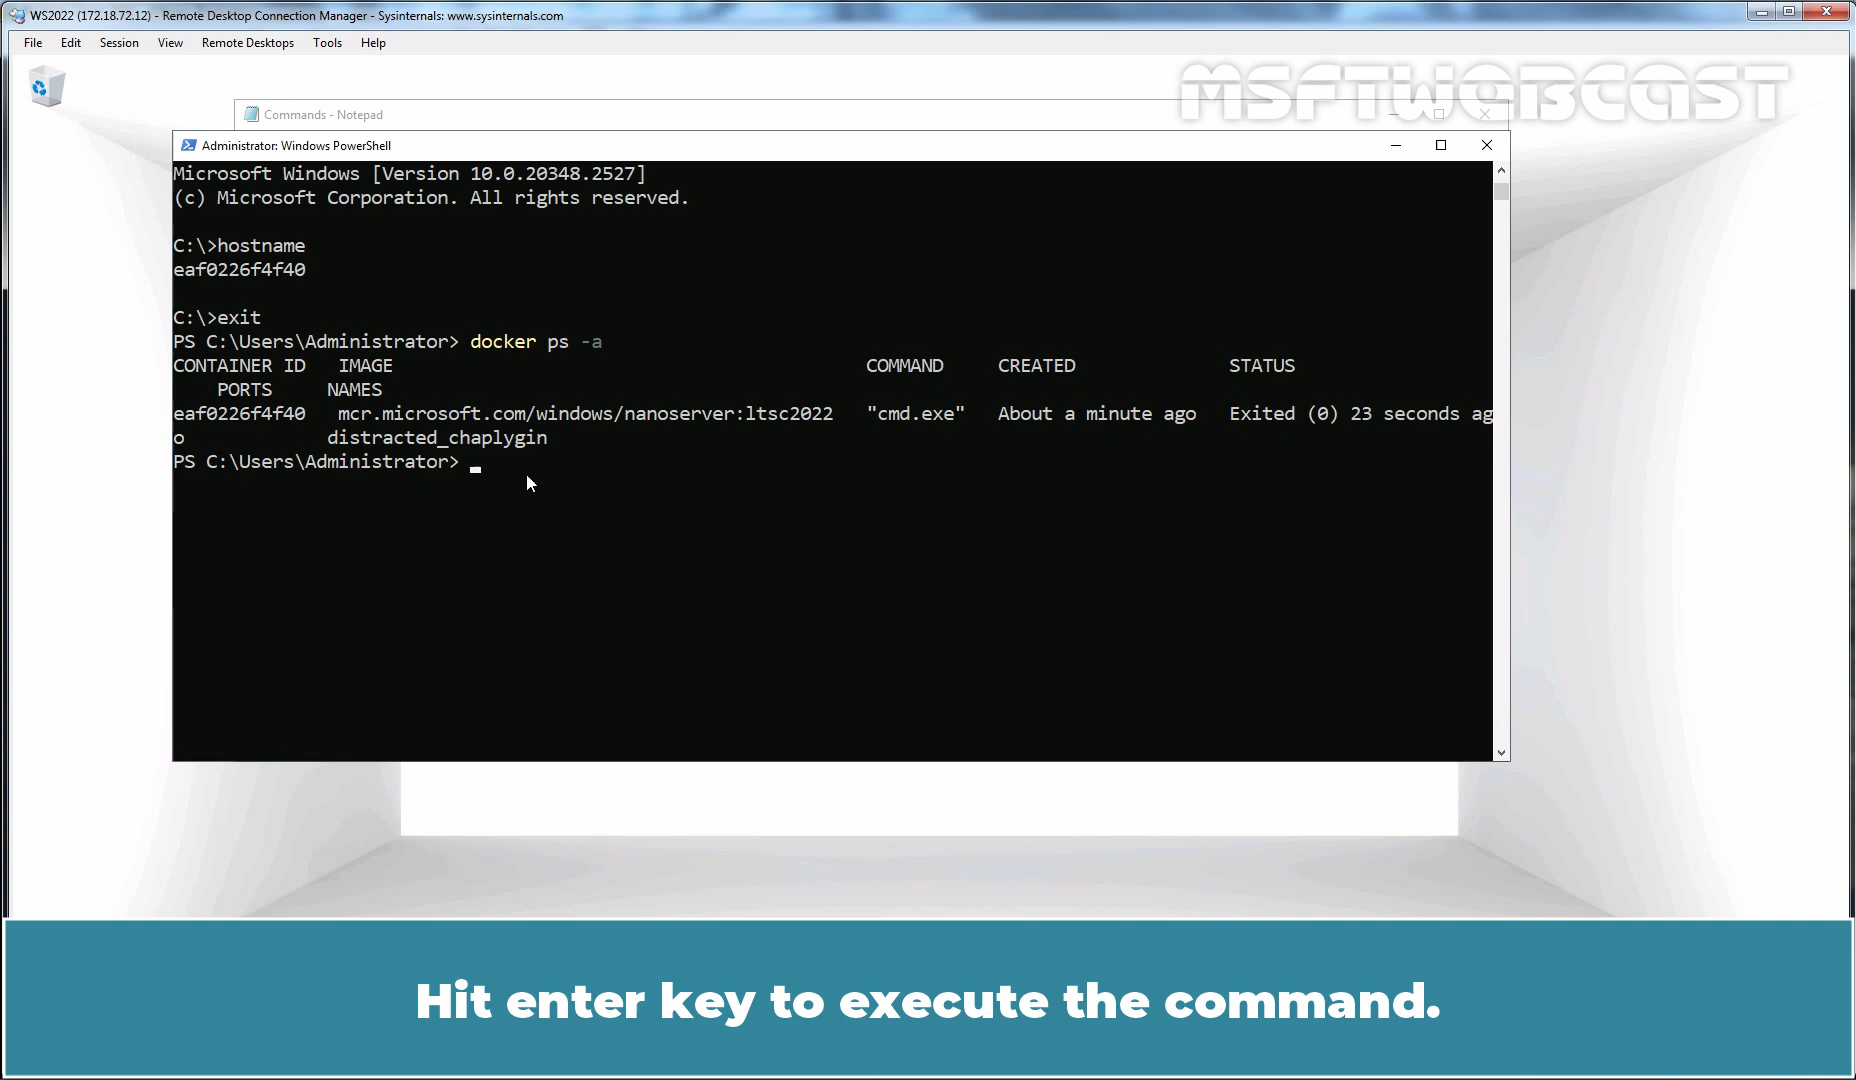 WS2022 (172.18.72.12) - Remote Desktop Connection Manager - Sysinternals: www.sysinternals.com
File Edit Session View Remote Desktops Tools Help
MSFTWEBCAST
Commands - Notepad
Administrator: Windows PowerShell
Microsoft Windows [Version 10.0.20348.2527]
(c) Microsoft Corporation. All rights reserved.
C:\>hostname
eaf0226f4f40
C:\>exit
PS C:\Users\Administrator> docker ps -a
CONTAINER ID IMAGE COMMAND CREATED STATUS
PORTS NAMES
eaf0226f4f40 mcr.microsoft.com/windows/nanoserver:ltsc2022 "cmd.exe" About a minute ago Exited (0) 23 seconds ag
o distracted_chaplygin
PS C:\Users\Administrator>
Hit enter key to execute the command.